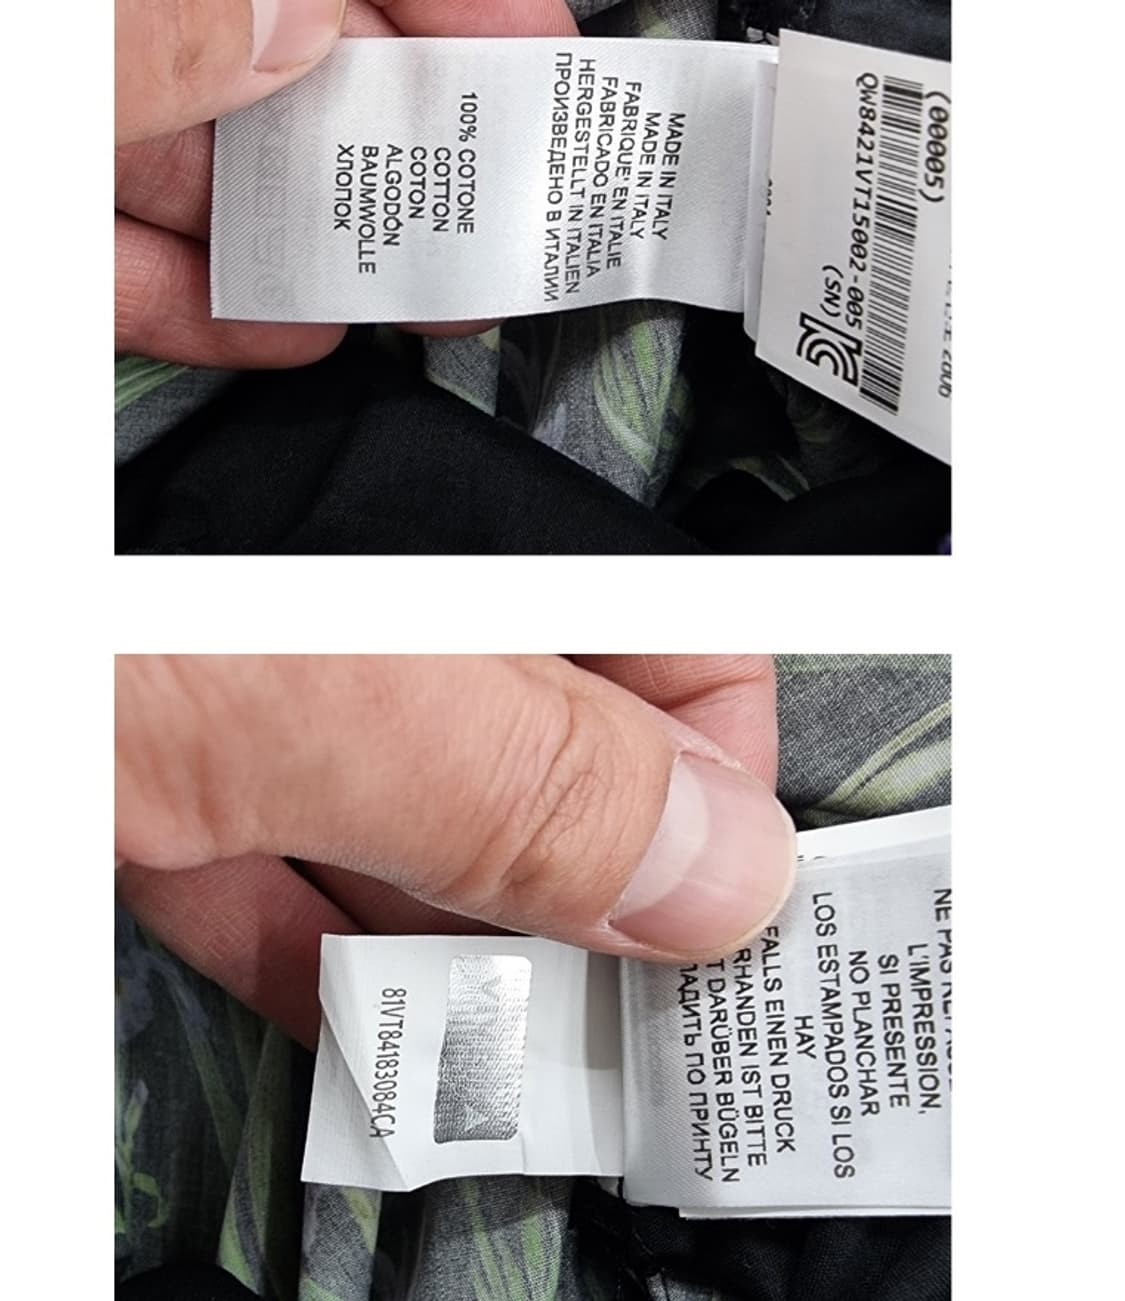 MADE IN ITALY
MADE IN ITALY
FABRIQUE' EN ITALIE
FABRICADO EN ITALIA
HERGESTELLT IN ITALIEN
ПРОИЗВЕДЕНО В ИТАЛИИ
100% COTONE
COTTON
COTON
ALGODÓN
BAUMWOLLE
ХЛОПОК
(00005)
QW8421VT15002-005
(SN)
L'IMPRESSION,
SI PRESENTE
NO PLANCHAR
LOS ESTAMPADOS SI LOS
HAY
FALLS EINEN DRUCK
RHANDEN IST BITTE
T DARÜBER BÜGELN
ЛАДИТЬ ПО ПРИНТУ
81VT84183084CA